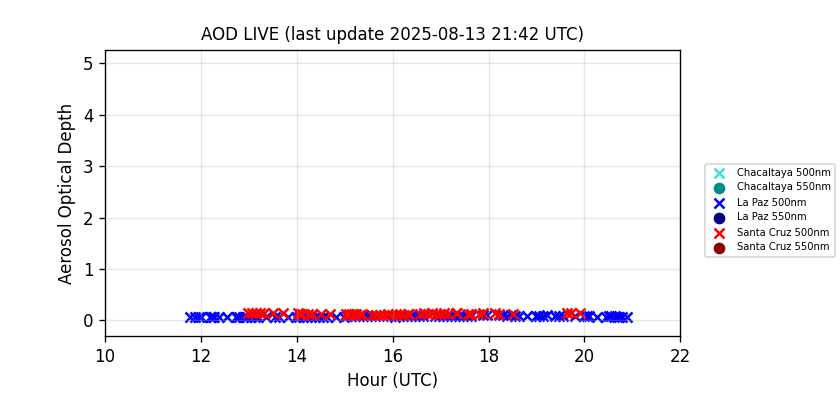 AOD LIVE (last update 2025-08-13 21:42 UTC)
5
4
3
2
1
0
Aerosol Optical Depth
10 12 14 16 18 20 22
Hour (UTC)
Chacaltaya 500nm
Chacaltaya 550nm
La Paz 500nm
La Paz 550nm
Santa Cruz 500nm
Santa Cruz 550nm